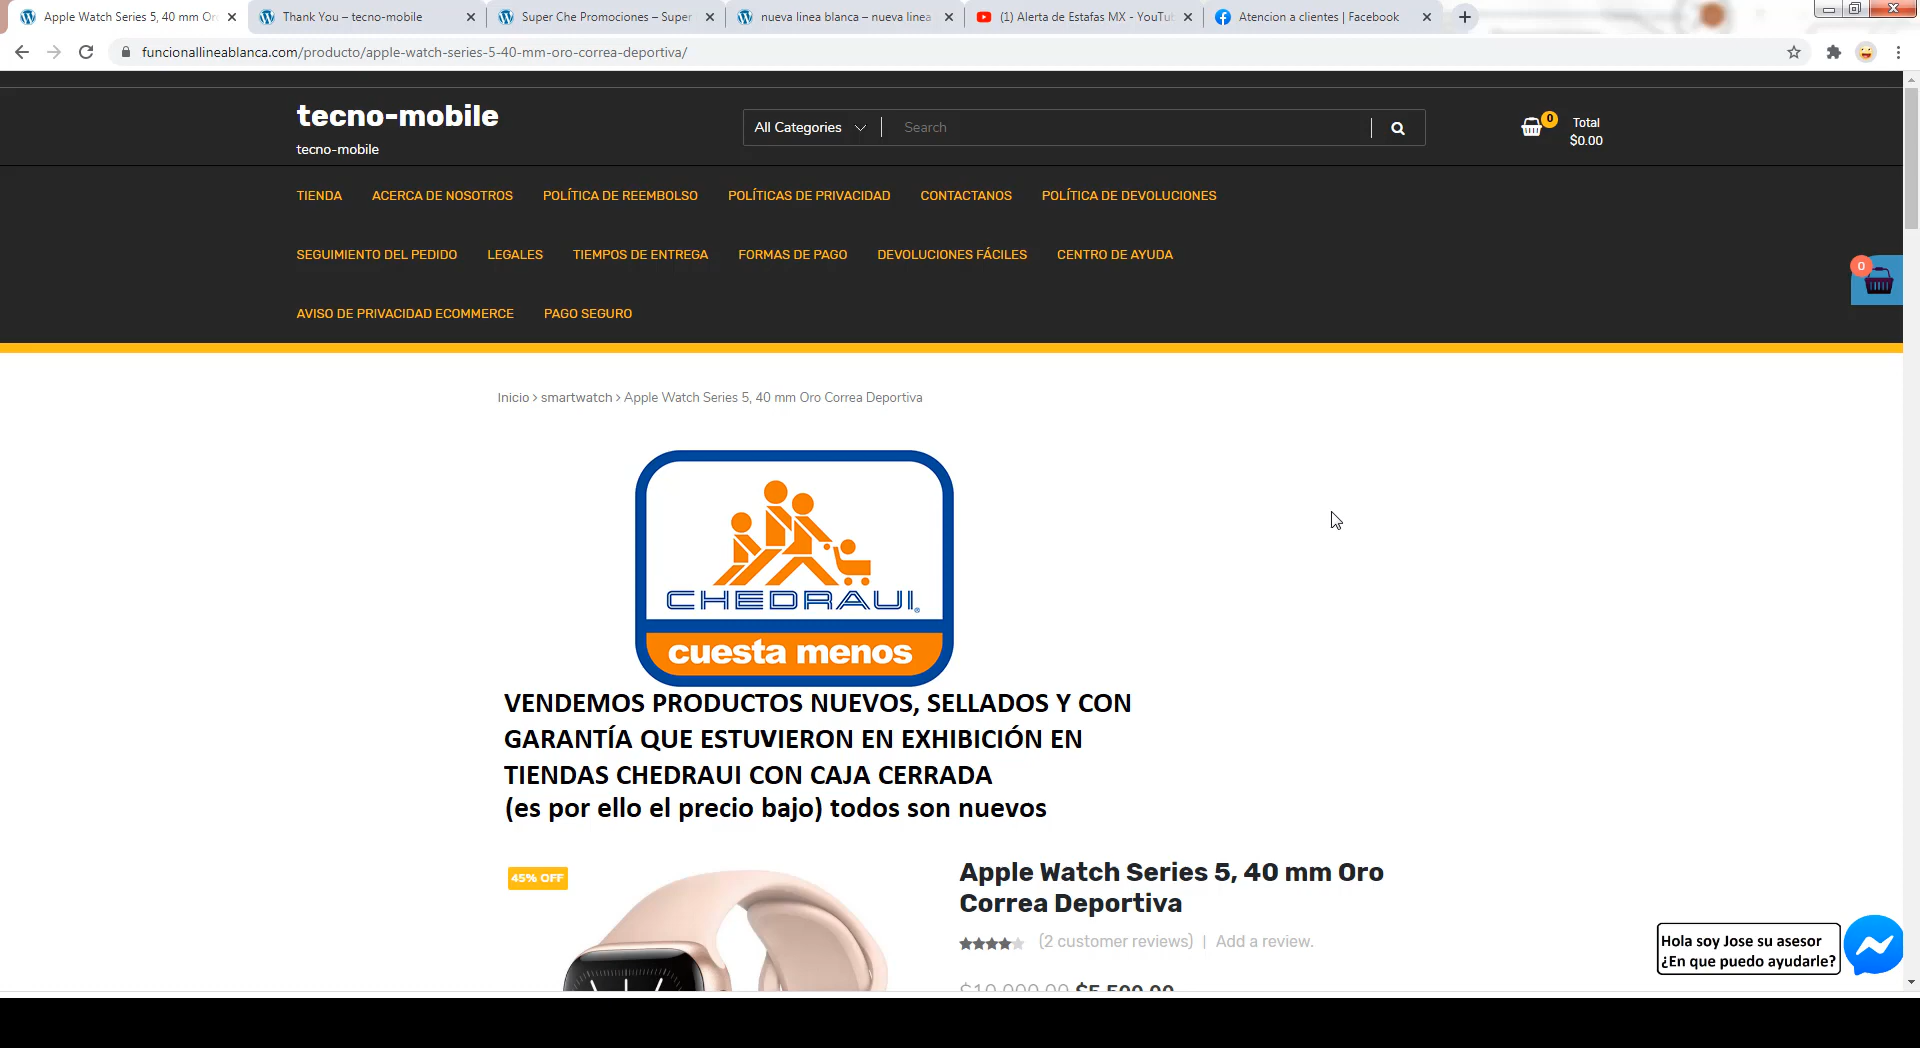 Apple Watch Series 5, 40 mm Or
Thank You – tecno-mobile
Super Che Promociones – Super
nueva linea blanca – nueva linea
(1) Alerta de Estafas MX - YouTu
Atencion a clientes | Facebook
funcionallineablanca.com/producto/apple-watch-series-5-40-mm-oro-correa-deportiva/
tecno-mobile
tecno-mobile
All Categories
Search
0
Total
$0.00
TIENDA ACERCA DE NOSOTROS POLÍTICA DE REEMBOLSO POLÍTICAS DE PRIVACIDAD CONTACTANOS POLÍTICA DE DEVOLUCIONES
SEGUIMIENTO DEL PEDIDO LEGALES TIEMPOS DE ENTREGA FORMAS DE PAGO DEVOLUCIONES FÁCILES CENTRO DE AYUDA
0
AVISO DE PRIVACIDAD ECOMMERCE PAGO SEGURO
Inicio > smartwatch > Apple Watch Series 5, 40 mm Oro Correa Deportiva
CHEDRAUI®
cuesta menos
VENDEMOS PRODUCTOS NUEVOS, SELLADOS Y CON
GARANTÍA QUE ESTUVIERON EN EXHIBICIÓN EN
TIENDAS CHEDRAUI CON CAJA CERRADA
(es por ello el precio bajo) todos son nuevos
45% OFF
Apple Watch Series 5, 40 mm Oro
Correa Deportiva
(2 customer reviews) | Add a review.
$10,000.00 $5,500.00
Hola soy Jose su asesor
¿En que puedo ayudarle?